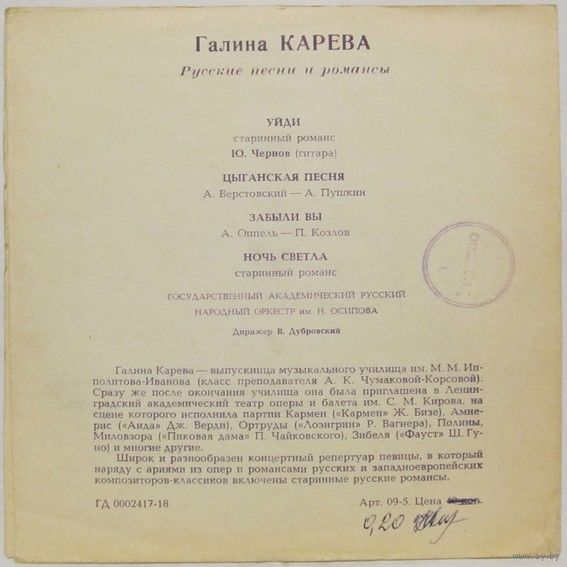 Галина КАРЕВА
Русские песни и романсы
УЙДИ
старинный романс
Ю. Чернов (гитара)
ЦЫГАНСКАЯ ПЕСНЯ
А. Верстовский — А. Пушкин
ЗАБЫЛИ ВЫ
А. Оппель — П. Козлов
НОЧЬ СВЕТЛА
старинный романс
ГОСУДАРСТВЕННЫЙ АКАДЕМИЧЕСКИЙ РУССКИЙ
НАРОДНЫЙ ОРКЕСТР им. Н. ОСИПОВА
Дирижер В. Дубровский
Галина Карева — выпускница музыкального училища им. М. М. Ип-
политова-Иванова (класс преподавателя А. К. Чумаковой-Корсовой).
Сразу же после окончания училища она была приглашена в Ленин-
градский академический театр оперы и балета им. С. М. Кирова, на
сцене которого исполнила партии Кармен («Кармен» Ж. Бизе), Амне-
рис («Аида» Дж. Верди), Ортруды («Лоэнгрин» Р. Вагнера), Полины,
Миловзора («Пиковая дама» П. Чайковского), Зибеля («Фауст» Ш. Гу-
но) и многие другие.
Широк и разнообразен концертный репертуар певицы, в который
наряду с ариями из опер и романсами русских и западноевропейских
композиторов-классиков включены старинные русские романсы.
ГД 0002417-18
Арт. 09-5. Цена коп.
0,20
www.ay.by